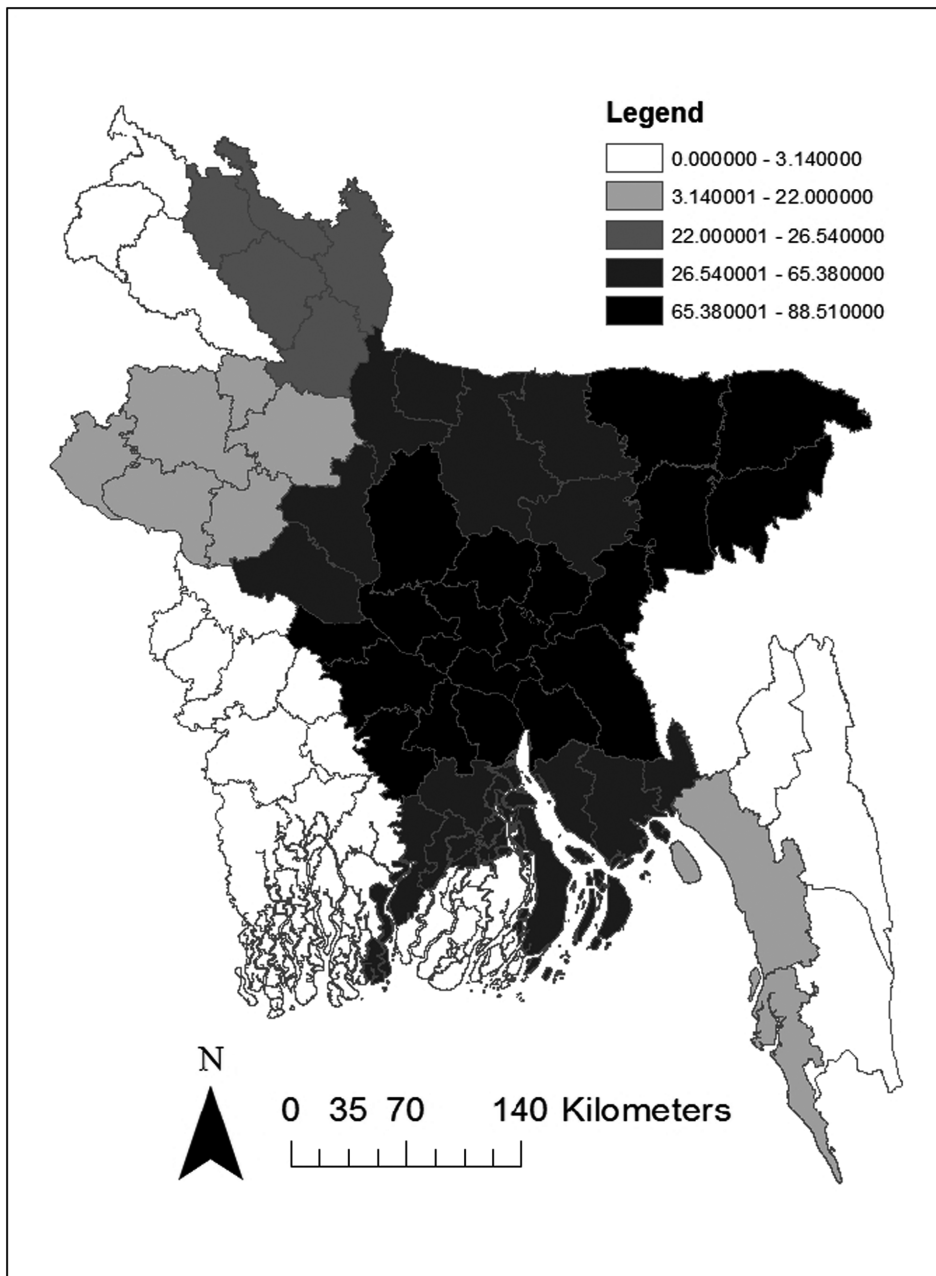 Legend
0.000000 - 3.140000
3.140001 - 22.000000
22.000001 - 26.540000
26.540001 - 65.380000
65.380001 - 88.510000
N
0 35 70 140 Kilometers